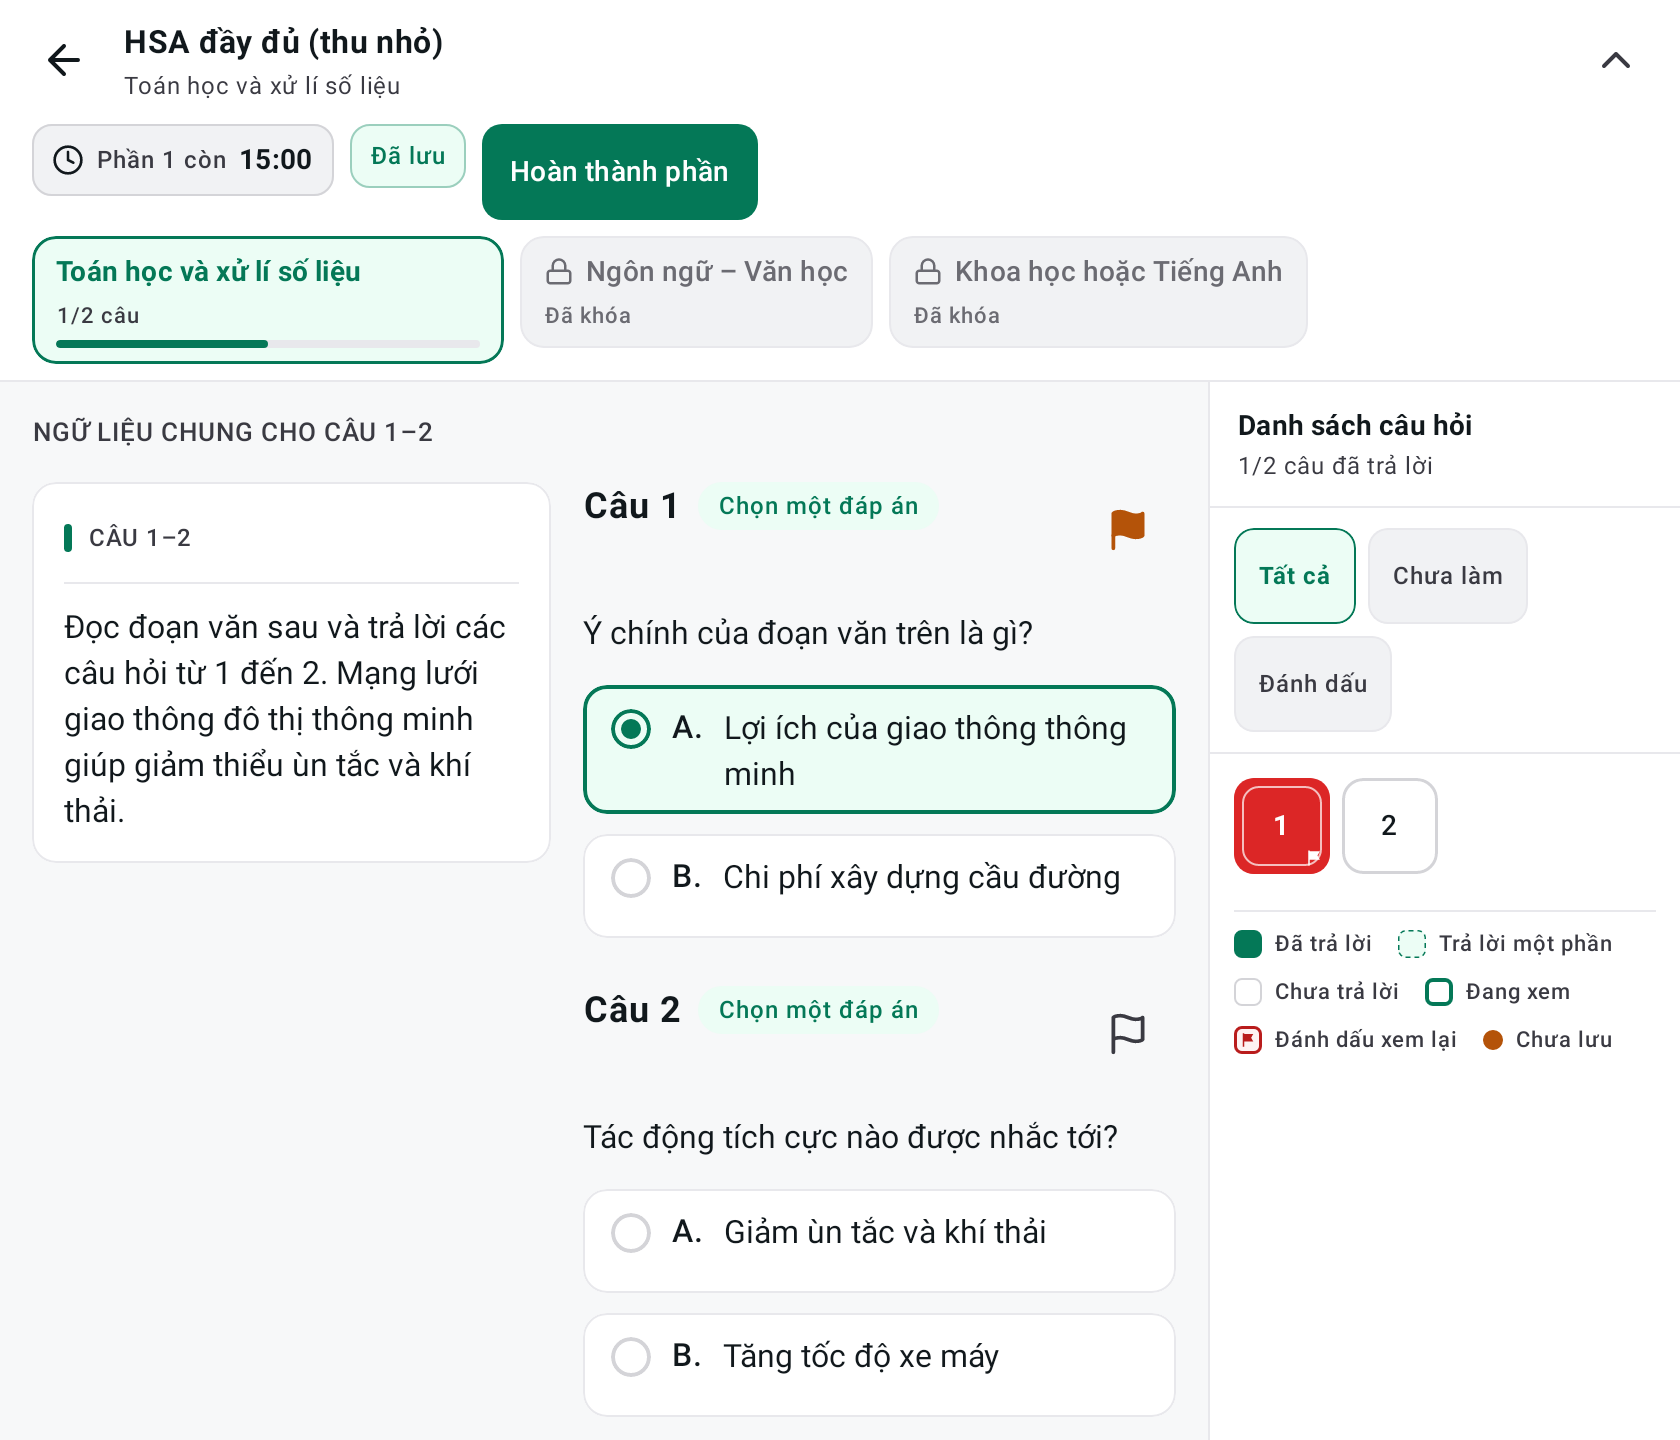 HSA đầy đủ (thu nhỏ)
Toán học và xử lí số liệu
Phần 1 còn 15:00
Đã lưu
Hoàn thành phần
Toán học và xử lí số liệu
1/2 câu
Ngôn ngữ – Văn học
Đã khóa
Khoa học hoặc Tiếng Anh
Đã khóa
NGỮ LIỆU CHUNG CHO CÂU 1–2
CÂU 1–2
Đọc đoạn văn sau và trả lời các
câu hỏi từ 1 đến 2. Mạng lưới
giao thông đô thị thông minh
giúp giảm thiểu ùn tắc và khí
thải.
Câu 1 Chọn một đáp án
Ý chính của đoạn văn trên là gì?
A. Lợi ích của giao thông thông
minh
B. Chi phí xây dựng cầu đường
Câu 2 Chọn một đáp án
Tác động tích cực nào được nhắc tới?
A. Giảm ùn tắc và khí thải
B. Tăng tốc độ xe máy
Danh sách câu hỏi
1/2 câu đã trả lời
Tất cả
Chưa làm
Đánh dấu
1
2
Đã trả lời
Trả lời một phần
Chưa trả lời
Đang xem
Đánh dấu xem lại
Chưa lưu